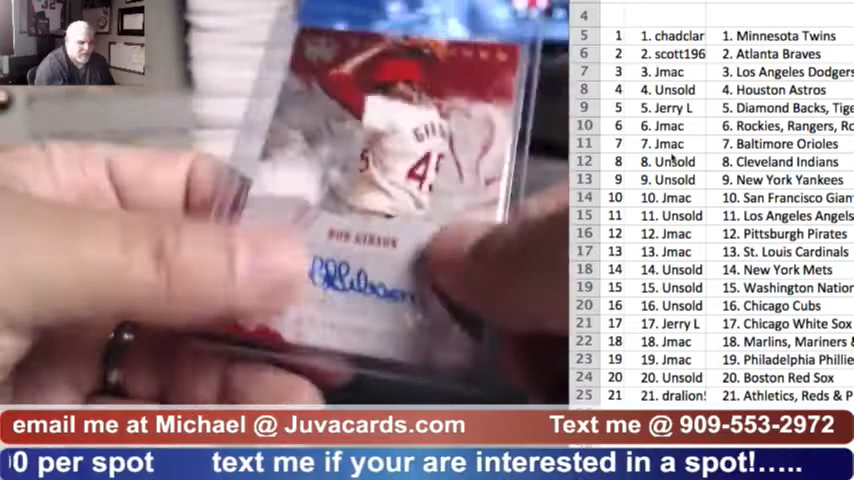 4
5 1 1. chadclar 1. Minnesota Twins
6 2 2. scott196 2. Atlanta Braves
7 3 3. Jmac 3. Los Angeles Dodgers
8 4 4. Unsold 4. Houston Astros
9 5 5. Jerry L 5. Diamond Backs, Tige
10 6 6. Jmac 6. Rockies, Rangers, Ro
11 7 7. Jmac 7. Baltimore Orioles
12 8 8. Unsold 8. Cleveland Indians
13 9 9. Unsold 9. New York Yankees
14 10 10. Jmac 10. San Francisco Gian
15 11 11. Unsold 11. Los Angeles Angels
16 12 12. Jmac 12. Pittsburgh Pirates
17 13 13. Jmac 13. St. Louis Cardinals
18 14 14. Unsold 14. New York Mets
19 15 15. Unsold 15. Washington Nation
20 16 16. Unsold 16. Chicago Cubs
21 17 17. Jerry L 17. Chicago White Sox
22 18 18. Jmac 18. Marlins, Mariners &
23 19 19. Jmac 19. Philadelphia Phillie
24 20 20. Unsold 20. Boston Red Sox
25 21 21. dralion! 21. Athletics, Reds & P
BOB GIBSON
email me at Michael @ Juvacards.com Text me @ 909-553-2972
0 per spot text me if your are interested in a spot!.....